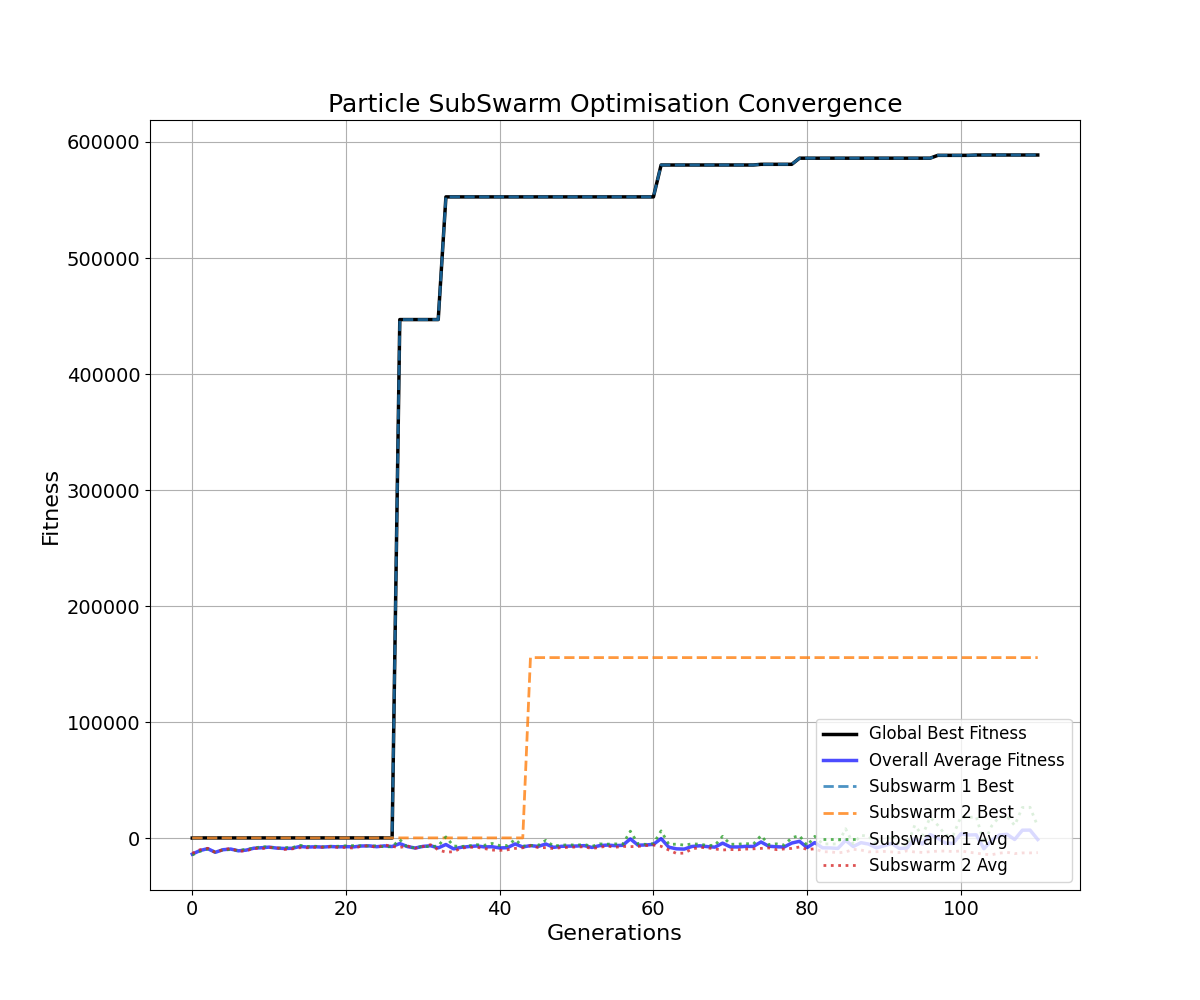 Particle SubSwarm Optimisation Convergence
600000
500000
400000
300000
200000
100000
0
Fitness
0 20 40 60 80 100
Generations
Global Best Fitness
Overall Average Fitness
Subswarm 1 Best
Subswarm 2 Best
Subswarm 1 Avg
Subswarm 2 Avg